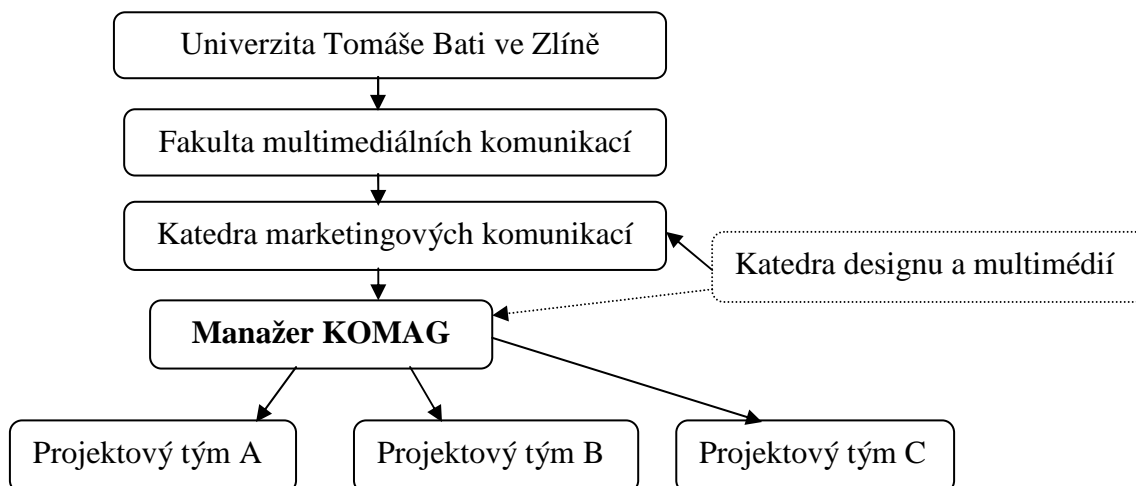 Univerzita Tomáše Bati ve Zlíně
Fakulta multimediálních komunikací
Katedra marketingových komunikací
Katedra designu a multimédií
Manažer KOMAG
Projektový tým A
Projektový tým B
Projektový tým C